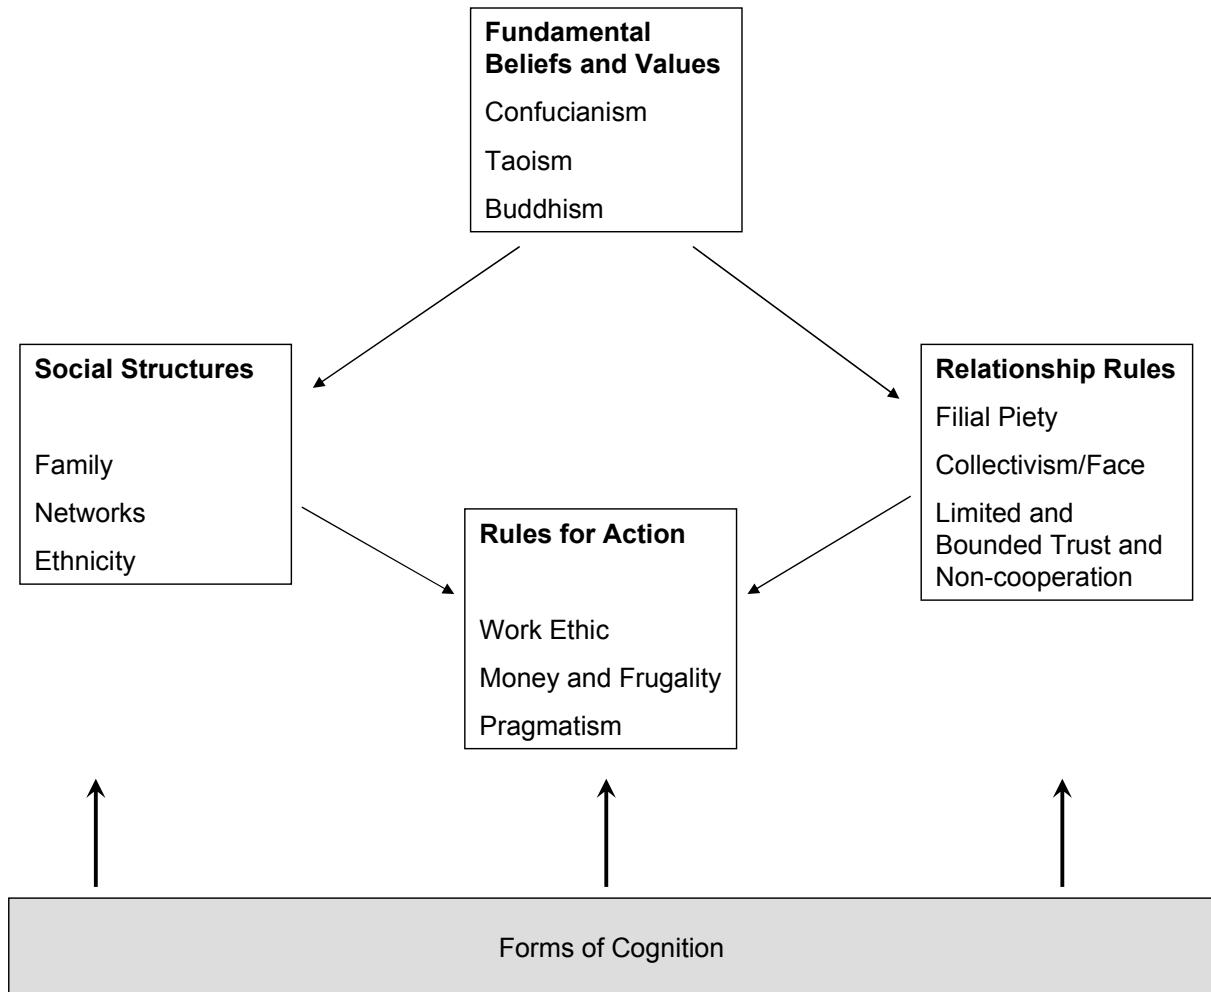 Fundamental
Beliefs and Values
Confucianism
Taoism
Buddhism
Social Structures
Family
Networks
Ethnicity
Relationship Rules
Filial Piety
Collectivism/Face
Limited and
Bounded Trust and
Non-cooperation
Rules for Action
Work Ethic
Money and Frugality
Pragmatism
Forms of Cognition